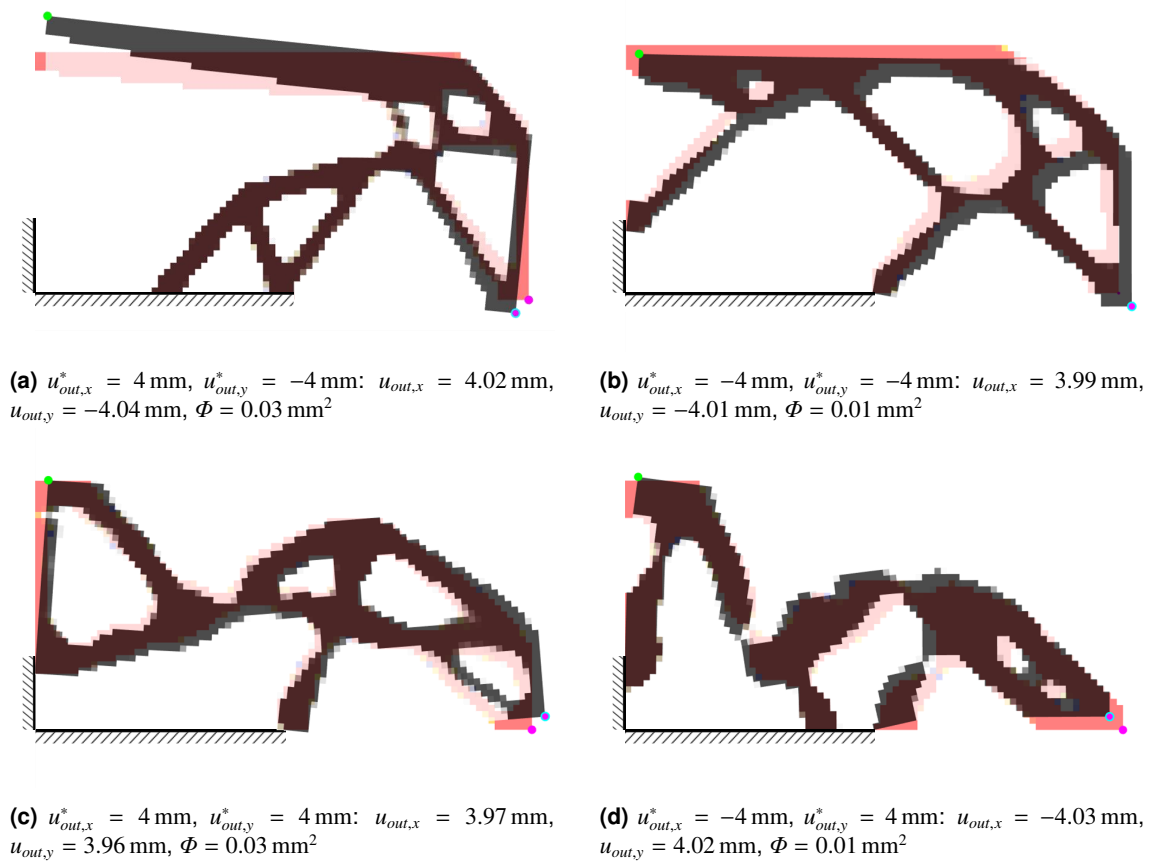 (a) u*out,x = 4 mm, u*out,y = −4 mm: uout,x = 4.02 mm,
uout,y = −4.04 mm, Φ = 0.03 mm²
(b) u*out,x = −4 mm, u*out,y = −4 mm: uout,x = 3.99 mm,
uout,y = −4.01 mm, Φ = 0.01 mm²
(c) u*out,x = 4 mm, u*out,y = 4 mm: uout,x = 3.97 mm,
uout,y = 3.96 mm, Φ = 0.03 mm²
(d) u*out,x = −4 mm, u*out,y = 4 mm: uout,x = −4.03 mm,
uout,y = 4.02 mm, Φ = 0.01 mm²